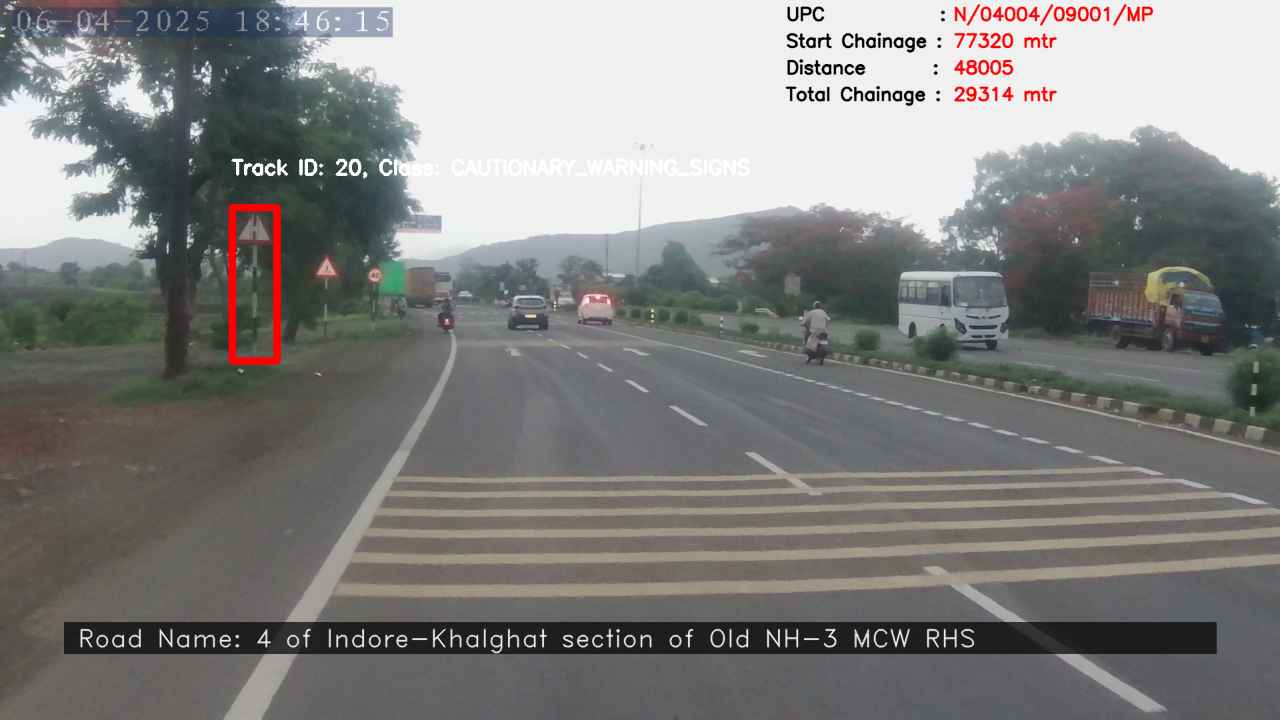 06-04-2025 18:46:15
UPC : N/04004/09001/MP
Start Chainage : 77320 mtr
Distance : 48005
Total Chainage : 29314 mtr
Track ID: 20, Class: CAUTIONARY_WARNING_SIGNS
Road Name: 4 of Indore-Khalghat section of Old NH-3 MCW RHS